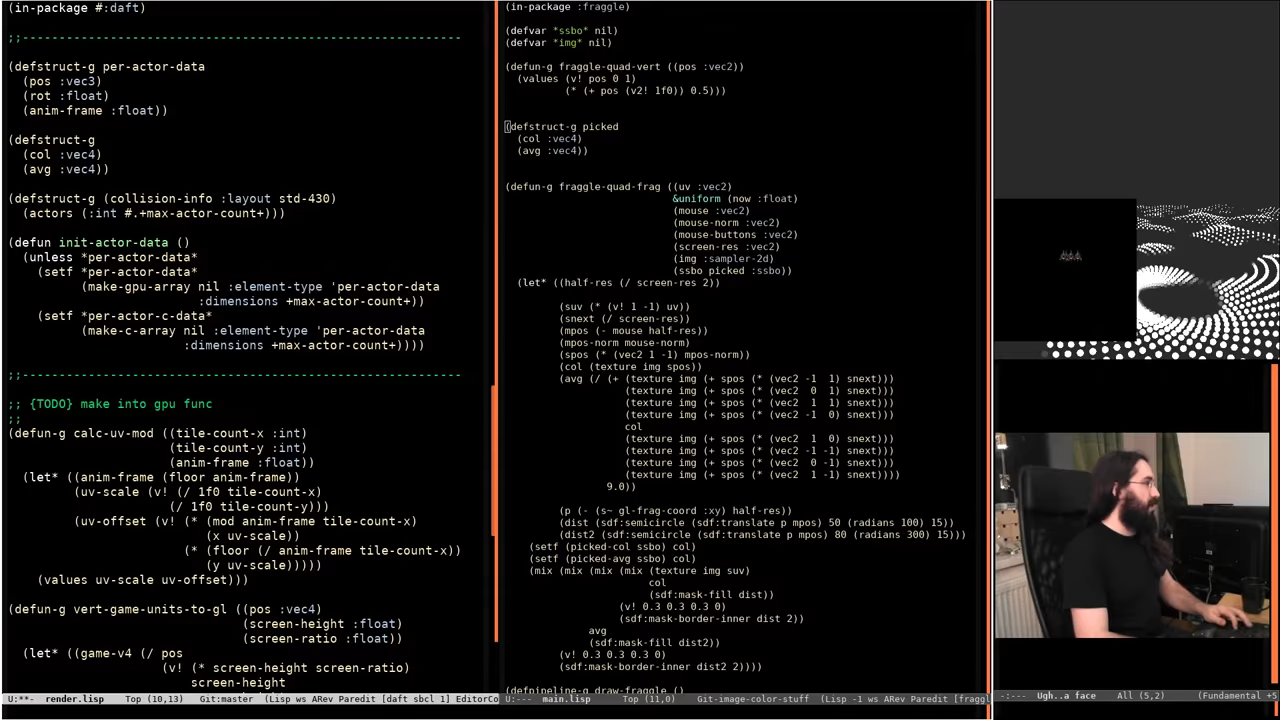 (in-package #:daft)
;;------------------------------------------------------------
(defstruct-g per-actor-data
  (pos :vec3)
  (rot :float)
  (anim-frame :float))
(defstruct-g
  (col :vec4)
  (avg :vec4))
(defstruct-g (collision-info :layout std-430)
  (actors (:int #.+max-actor-count+)))
(defun init-actor-data ()
  (unless *per-actor-data*
    (setf *per-actor-data*
          (make-gpu-array nil :element-type 'per-actor-data
                          :dimensions +max-actor-count+))
    (setf *per-actor-c-data*
          (make-c-array nil :element-type 'per-actor-data
                        :dimensions +max-actor-count+))))
;;------------------------------------------------------------
;; {TODO} make into gpu func
;;
(defun-g calc-uv-mod ((tile-count-x :int)
                      (tile-count-y :int)
                      (anim-frame :float))
  (let* ((anim-frame (floor anim-frame))
         (uv-scale (v! (/ 1f0 tile-count-x)
                       (/ 1f0 tile-count-y)))
         (uv-offset (v! (* (mod anim-frame tile-count-x)
                           (x uv-scale))
                        (* (floor (/ anim-frame tile-count-x))
                           (y uv-scale)))))
    (values uv-scale uv-offset)))
(defun-g vert-game-units-to-gl ((pos :vec4)
                                (screen-height :float)
                                (screen-ratio :float))
  (let* ((game-v4 (/ pos
                     (v! (* screen-height screen-ratio)
                         screen-height
U:**-  render.lisp    Top (10,13)    Git:master  (Lisp ws ARev Paredit [daft sbcl 1] EditorCo
(in-package :fraggle)
(defvar *ssbo* nil)
(defvar *img* nil)
(defun-g fraggle-quad-vert ((pos :vec2))
  (values (v! pos 0 1)
          (* (+ pos (v2! 1f0)) 0.5)))
(defstruct-g picked
  (col :vec4)
  (avg :vec4))
(defun-g fraggle-quad-frag ((uv :vec2)
                            &uniform (now :float)
                            (mouse :vec2)
                            (mouse-norm :vec2)
                            (mouse-buttons :vec2)
                            (screen-res :vec2)
                            (img :sampler-2d)
                            (ssbo picked :ssbo))
  (let* ((half-res (/ screen-res 2))
         (suv (* (v! 1 -1) uv))
         (snext (/ screen-res))
         (mpos (- mouse half-res))
         (mpos-norm mouse-norm)
         (spos (* (vec2 1 -1) mpos-norm))
         (col (texture img spos))
         (avg (/ (+ (texture img (+ spos (* (vec2 -1  1) snext)))
                    (texture img (+ spos (* (vec2  0  1) snext)))
                    (texture img (+ spos (* (vec2  1  1) snext)))
                    (texture img (+ spos (* (vec2 -1  0) snext)))
                    col
                    (texture img (+ spos (* (vec2  1  0) snext)))
                    (texture img (+ spos (* (vec2 -1 -1) snext)))
                    (texture img (+ spos (* (vec2  0 -1) snext)))
                    (texture img (+ spos (* (vec2  1 -1) snext))))
                 9.0))
         (p (- (s~ gl-frag-coord :xy) half-res))
         (dist (sdf:semicircle (sdf:translate p mpos) 50 (radians 100) 15))
         (dist2 (sdf:semicircle (sdf:translate p mpos) 80 (radians 300) 15)))
    (setf (picked-col ssbo) col)
    (setf (picked-avg ssbo) col)
    (mix (mix (mix (mix (texture img suv)
                        col
                        (sdf:mask-fill dist))
                   (v! 0.3 0.3 0.3 0)
                   (sdf:mask-border-inner dist 2))
              avg
              (sdf:mask-fill dist2))
         (v! 0.3 0.3 0.3 0)
         (sdf:mask-border-inner dist2 2))))
(defpipeline-g draw-fraggle ()
U:---  main.lisp    Top (11,0)    Git-image-color-stuff  (Lisp -1 ws ARev Paredit [fragg
-:---  Ugh..a face    All (5,2)    (Fundamental +5